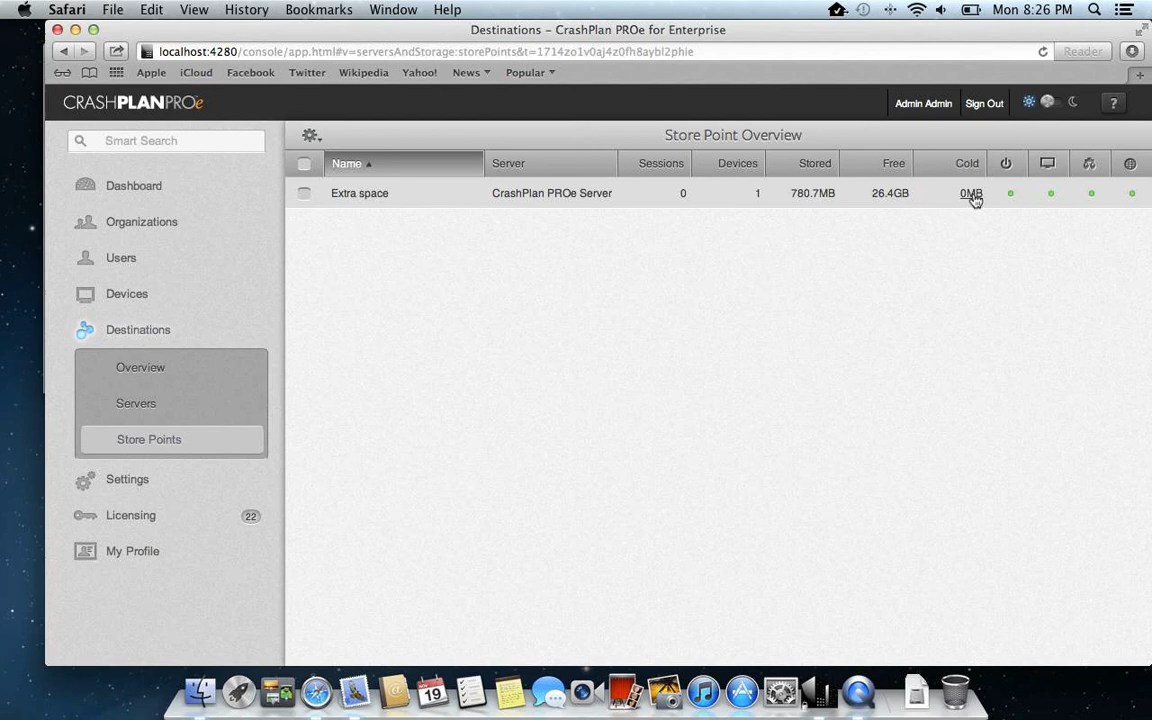 Safari File Edit View History Bookmarks Window Help Mon 8:26 PM
Destinations - CrashPlan PROe for Enterprise
localhost:4280/console/app.html#v=serversAndStorage:storePoints&t=1714zo1v0aj4z0fh8aybl2phie Reader
Apple iCloud Facebook Twitter Wikipedia Yahoo! News Popular
CRASHPLANPROe Admin Admin Sign Out ?
Smart Search
Store Point Overview
Name Server Sessions Devices Stored Free Cold
Extra space CrashPlan PROe Server 0 1 780.7MB 26.4GB 0MB
Dashboard
Organizations
Users
Devices
Destinations
Overview
Servers
Store Points
Settings
Licensing 22
My Profile
19